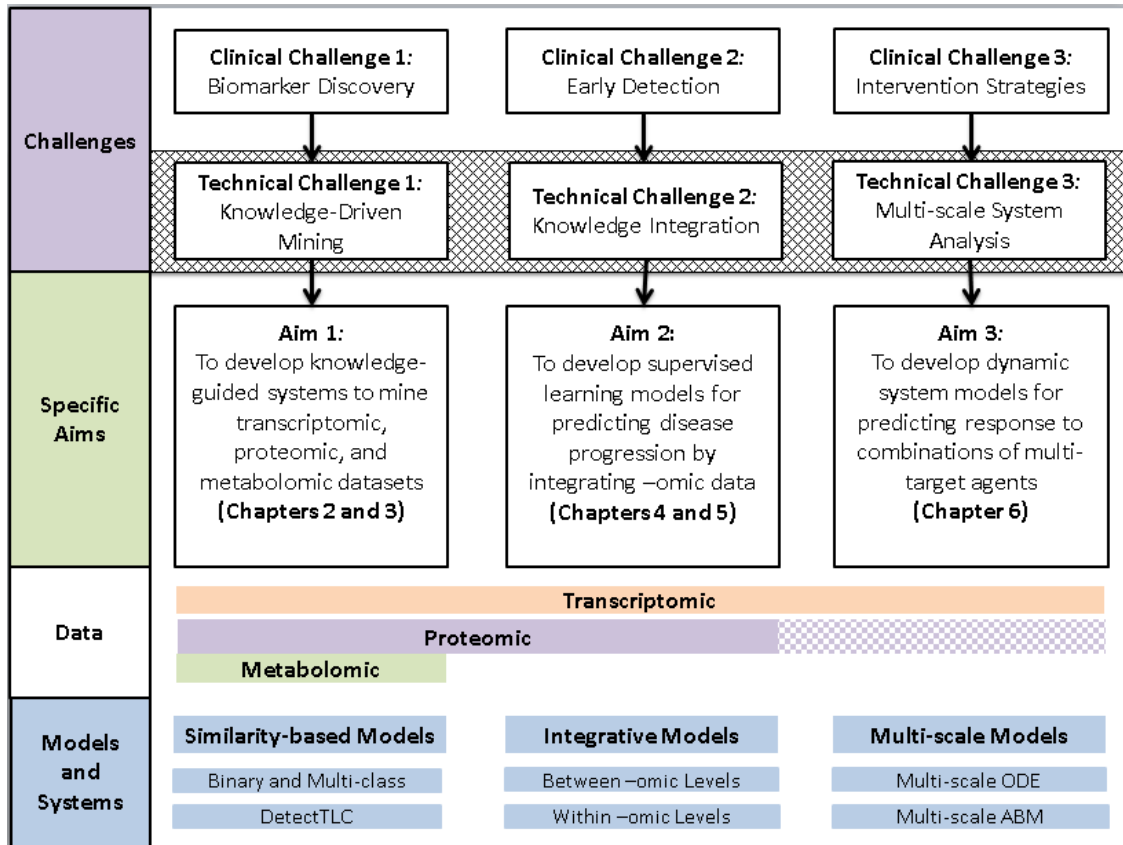 Challenges
Clinical Challenge 1:
Biomarker Discovery
Clinical Challenge 2:
Early Detection
Clinical Challenge 3:
Intervention Strategies
Technical Challenge 1:
Knowledge-Driven
Mining
Technical Challenge 2:
Knowledge Integration
Technical Challenge 3:
Multi-scale System
Analysis
Specific
Aims
Aim 1:
To develop knowledge-
guided systems to mine
transcriptomic,
proteomic, and
metabolomic datasets
(Chapters 2 and 3)
Aim 2:
To develop supervised
learning models for
predicting disease
progression by
integrating –omic data
(Chapters 4 and 5)
Aim 3:
To develop dynamic
system models for
predicting response to
combinations of multi-
target agents
(Chapter 6)
Data
Transcriptomic
Proteomic
Metabolomic
Models
and
Systems
Similarity-based Models
Binary and Multi-class
DetectTLC
Integrative Models
Between –omic Levels
Within –omic Levels
Multi-scale Models
Multi-scale ODE
Multi-scale ABM